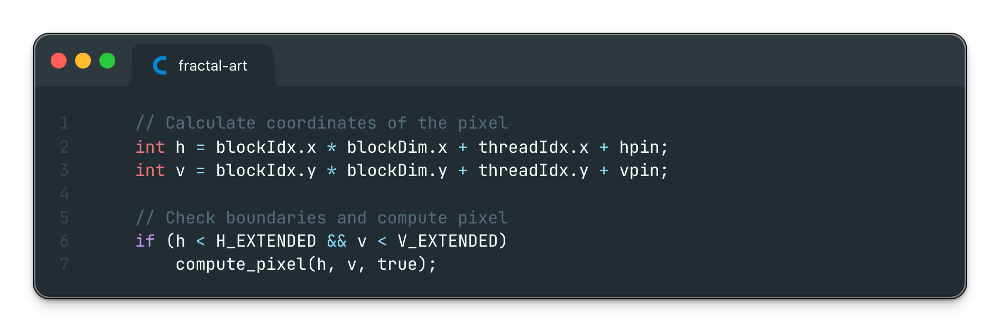 fractal-art
1 // Calculate coordinates of the pixel
2 int h = blockIdx.x * blockDim.x + threadIdx.x + hpin;
3 int v = blockIdx.y * blockDim.y + threadIdx.y + vpin;
4
5 // Check boundaries and compute pixel
6 if (h < H_EXTENDED && v < V_EXTENDED)
7 compute_pixel(h, v, true);